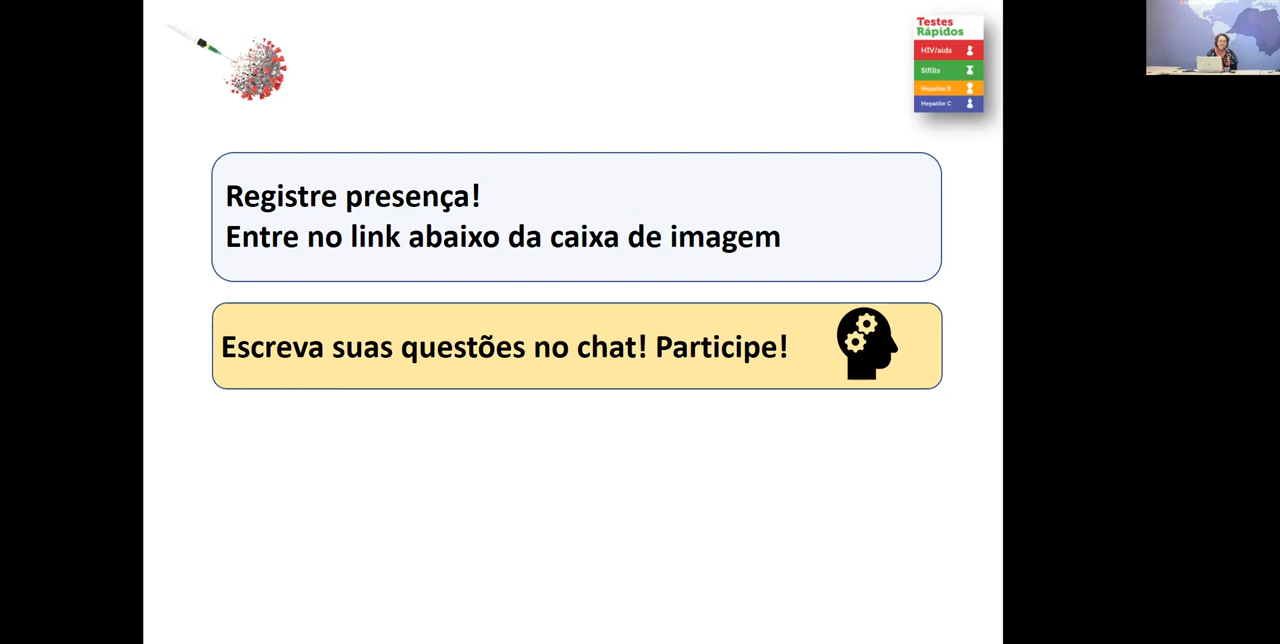 Testes
Rápidos
HIV/aids
Sífilis
Hepatite B
Hepatite C
Registre presença!
Entre no link abaixo da caixa de imagem
Escreva suas questões no chat! Participe!